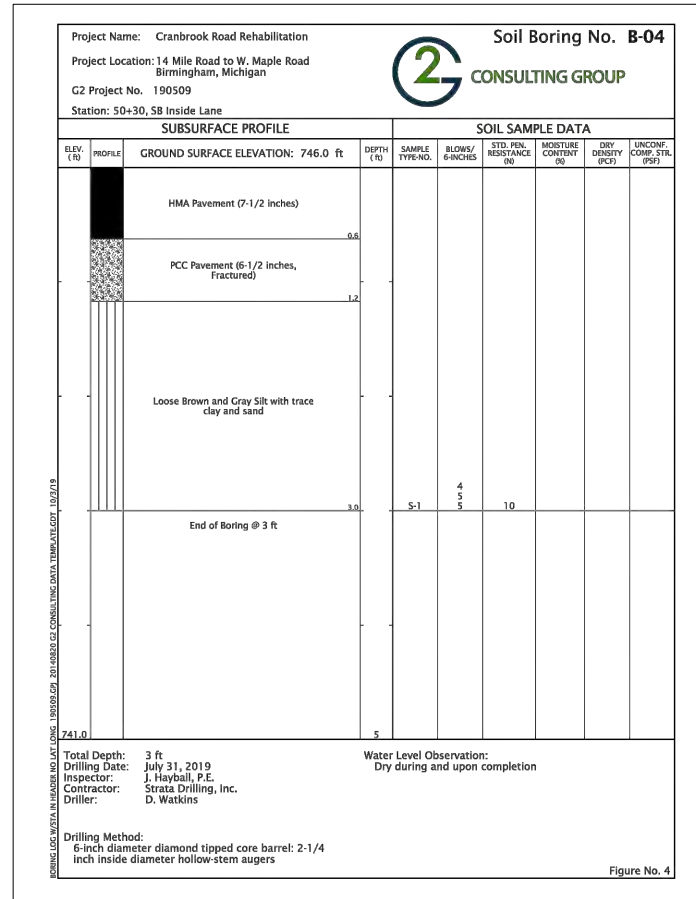 Project Name: Cranbrook Road Rehabilitation
Project Location: 14 Mile Road to W. Maple Road
Birmingham, Michigan
G2 Project No. 190509
Station: 50+30, SB Inside Lane
Soil Boring No. B-04
G2 CONSULTING GROUP
SUBSURFACE PROFILE
SOIL SAMPLE DATA
ELEV. (ft)
PROFILE
GROUND SURFACE ELEVATION: 746.0 ft
DEPTH (ft)
SAMPLE TYPE-NO.
BLOWS/ 6-INCHES
STD. PEN. RESISTANCE (N)
MOISTURE CONTENT (%)
DRY DENSITY (PCF)
UNCONF. COMP. STR. (PSF)
HMA Pavement (7-1/2 inches)
0.6
PCC Pavement (6-1/2 inches,
Fractured)
1.2
Loose Brown and Gray Silt with trace
clay and sand
4
5
3.0 S-1 5 10
End of Boring @ 3 ft
741.0 5
Total Depth: 3 ft
Drilling Date: July 31, 2019
Inspector: J. Hayball, P.E.
Contractor: Strata Drilling, Inc.
Driller: D. Watkins
Water Level Observation:
Dry during and upon completion
Drilling Method:
6-inch diameter diamond tipped core barrel: 2-1/4
inch inside diameter hollow-stem augers
Figure No. 4
BORING LOG W/STA IN HEADER NO LAT LONG 190509.GPJ 20140820 G2 CONSULTING DATA TEMPLATE.GDT 10/3/19